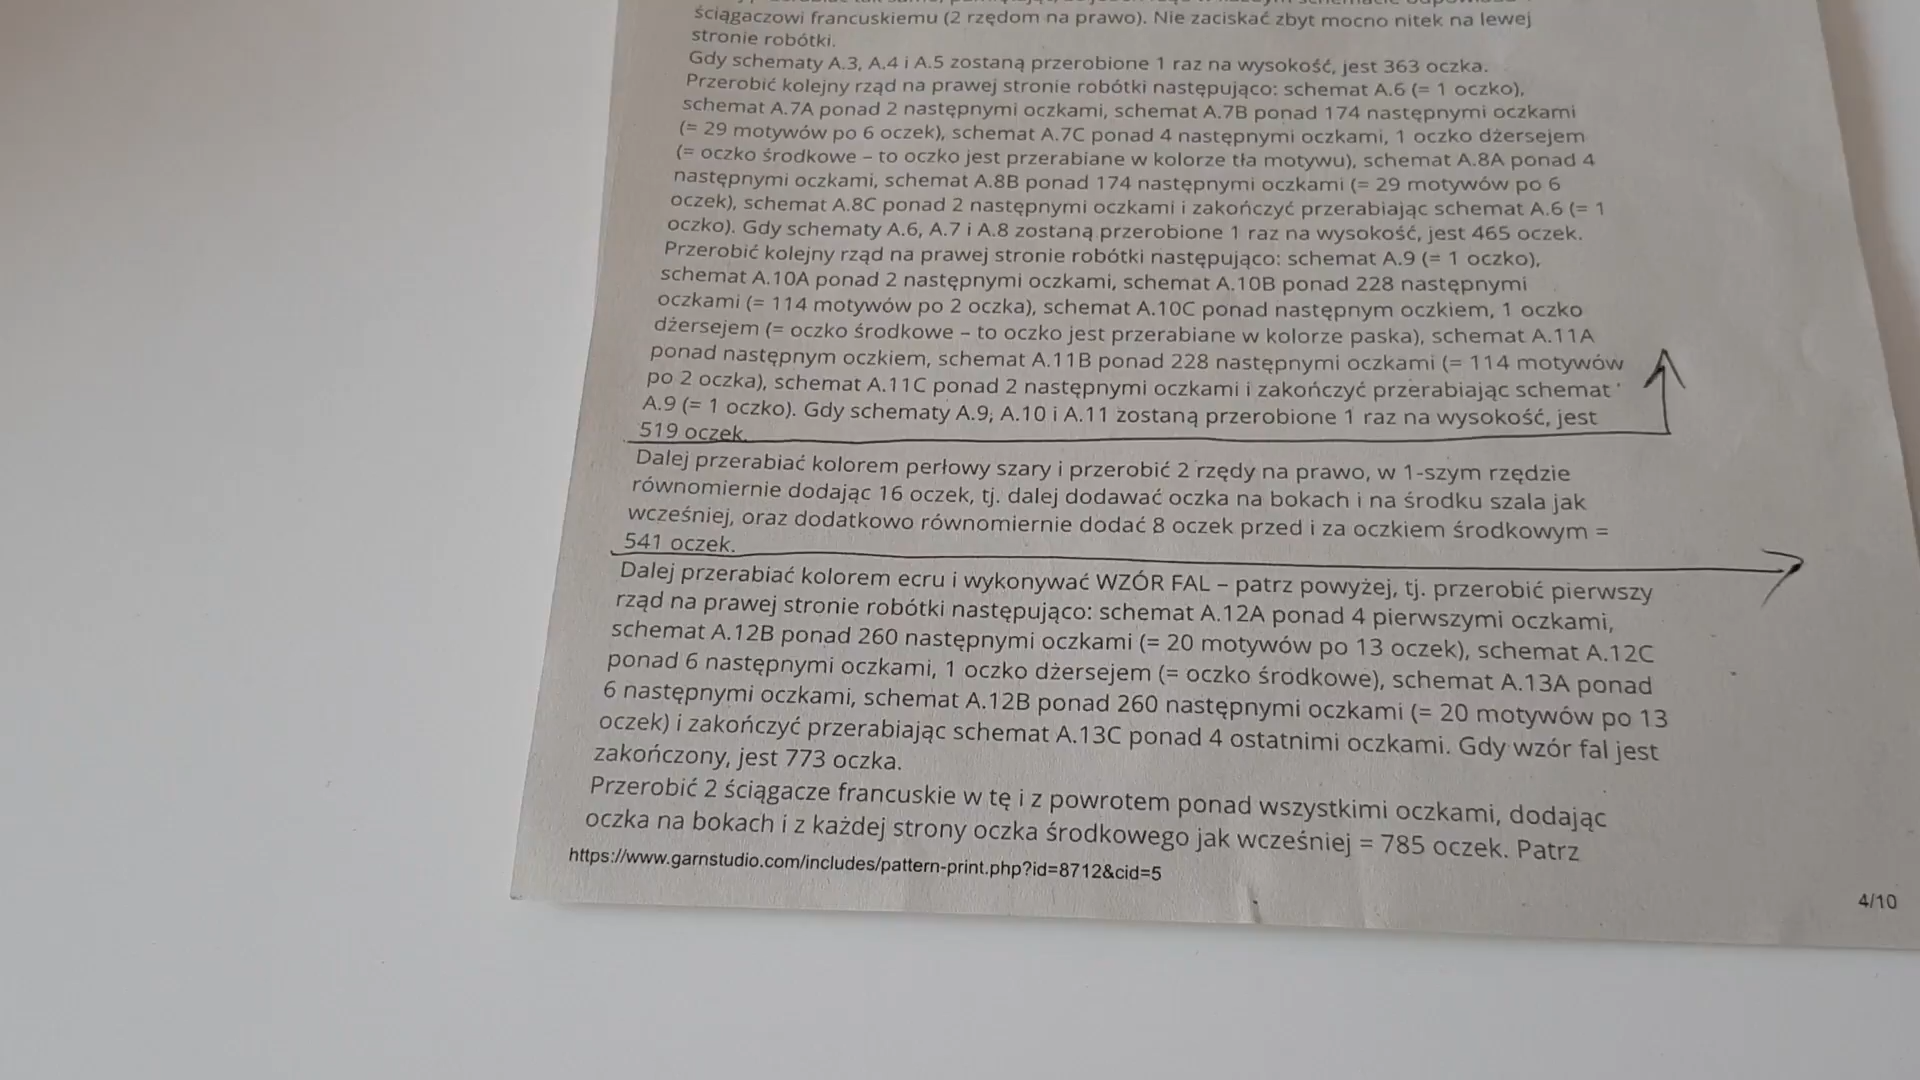 ściągaczowi francuskiemu (2 rzędom na prawo). Nie zaciskać zbyt mocno nitek na lewej
stronie robótki.
Gdy schematy A.3, A.4 i A.5 zostaną przerobione 1 raz na wysokość, jest 363 oczka.
Przerobić kolejny rząd na prawej stronie robótki następująco: schemat A.6 (= 1 oczko),
schemat A.7A ponad 2 następnymi oczkami, schemat A.7B ponad 174 następnymi oczkami
(= 29 motywów po 6 oczek), schemat A.7C ponad 4 następnymi oczkami, 1 oczko dżersejem
(= oczko środkowe – to oczko jest przerabiane w kolorze tła motywu), schemat A.8A ponad 4
następnymi oczkami, schemat A.8B ponad 174 następnymi oczkami (= 29 motywów po 6
oczek), schemat A.8C ponad 2 następnymi oczkami i zakończyć przerabiając schemat A.6 (= 1
oczko). Gdy schematy A.6, A.7 i A.8 zostaną przerobione 1 raz na wysokość, jest 465 oczek.
Przerobić kolejny rząd na prawej stronie robótki następująco: schemat A.9 (= 1 oczko),
schemat A.10A ponad 2 następnymi oczkami, schemat A.10B ponad 228 następnymi
oczkami (= 114 motywów po 2 oczka), schemat A.10C ponad następnym oczkiem, 1 oczko
dżersejem (= oczko środkowe – to oczko jest przerabiane w kolorze paska), schemat A.11A
ponad następnym oczkiem, schemat A.11B ponad 228 następnymi oczkami (= 114 motywów
po 2 oczka), schemat A.11C ponad 2 następnymi oczkami i zakończyć przerabiając schemat
A.9 (= 1 oczko). Gdy schematy A.9, A.10 i A.11 zostaną przerobione 1 raz na wysokość, jest
519 oczek.
Dalej przerabiać kolorem perłowy szary i przerobić 2 rzędy na prawo, w 1-szym rzędzie
równomiernie dodając 16 oczek, tj. dalej dodawać oczka na bokach i na środku szala jak
wcześniej, oraz dodatkowo równomiernie dodać 8 oczek przed i za oczkiem środkowym =
541 oczek.
Dalej przerabiać kolorem ecru i wykonywać WZÓR FAL – patrz powyżej, tj. przerobić pierwszy
rząd na prawej stronie robótki następująco: schemat A.12A ponad 4 pierwszymi oczkami,
schemat A.12B ponad 260 następnymi oczkami (= 20 motywów po 13 oczek), schemat A.12C
ponad 6 następnymi oczkami, 1 oczko dżersejem (= oczko środkowe), schemat A.13A ponad
6 następnymi oczkami, schemat A.12B ponad 260 następnymi oczkami (= 20 motywów po 13
oczek) i zakończyć przerabiając schemat A.13C ponad 4 ostatnimi oczkami. Gdy wzór fal jest
zakończony, jest 773 oczka.
Przerobić 2 ściągacze francuskie w tę i z powrotem ponad wszystkimi oczkami, dodając
oczka na bokach i z każdej strony oczka środkowego jak wcześniej = 785 oczek. Patrz
https://www.garnstudio.com/includes/pattern-print.php?id=8712&cid=5
4/10